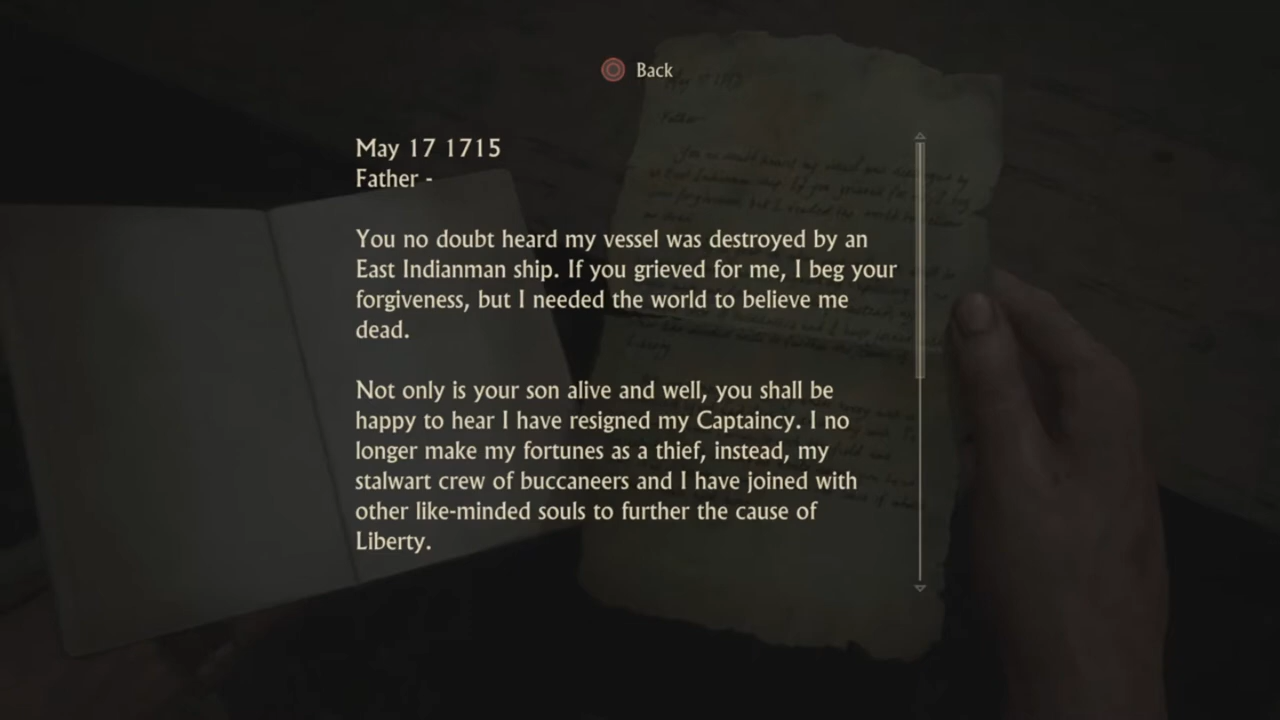 Back
May 17 1715
Father -
You no doubt heard my vessel was destroyed by an
East Indianman ship. If you grieved for me, I beg your
forgiveness, but I needed the world to believe me
dead.
Not only is your son alive and well, you shall be
happy to hear I have resigned my Captaincy. I no
longer make my fortunes as a thief, instead, my
stalwart crew of buccaneers and I have joined with
other like-minded souls to further the cause of
Liberty.